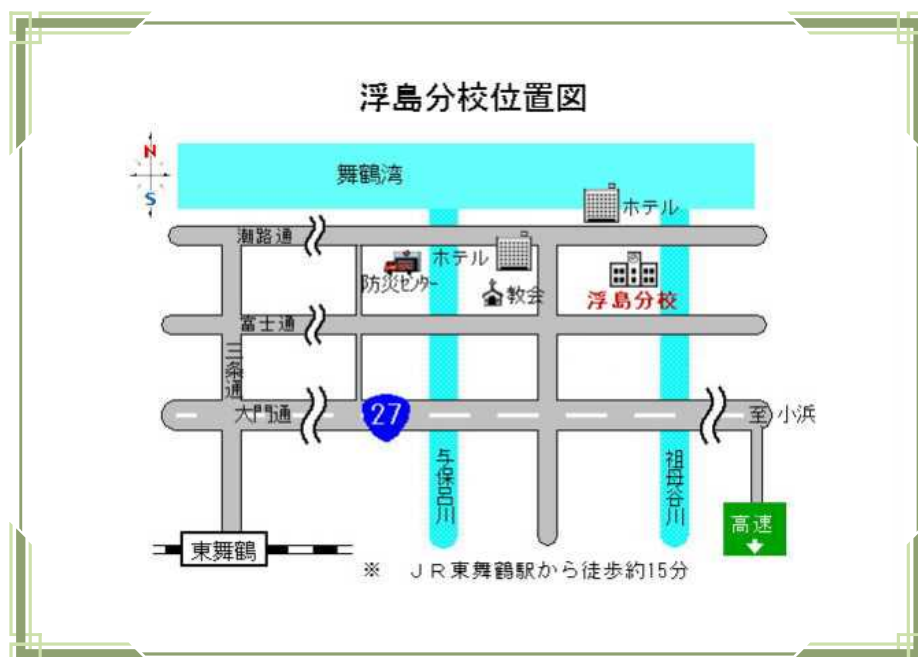 浮島分校位置図
N
S
舞鶴湾
ホテル
潮路通
ホテル
防災センター
教会
浮島分校
富士通
三条通
大門通
27
至 小浜
与保呂川
祖母谷川
高速
東舞鶴
※ JR東舞鶴駅から徒歩約15分